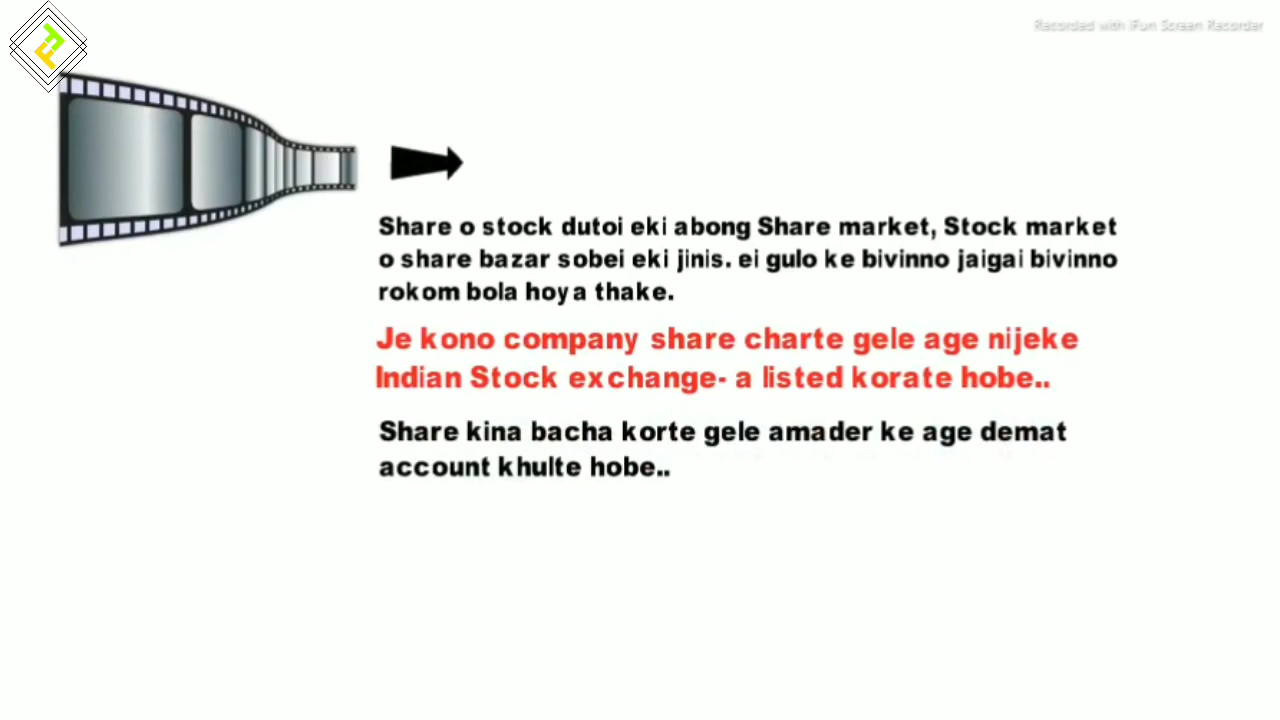 Recorded with iFun Screen Recorder
Share o stock dutoi eki abong Share market, Stock market
o share bazar sobei eki jinis. ei gulo ke bivinno jaigai bivinno
rokom bola hoya thake.
Je kono company share charte gele age nijeke
Indian Stock exchange- a listed korate hobe..
Share kina bacha korte gele amader ke age demat
account khulte hobe..